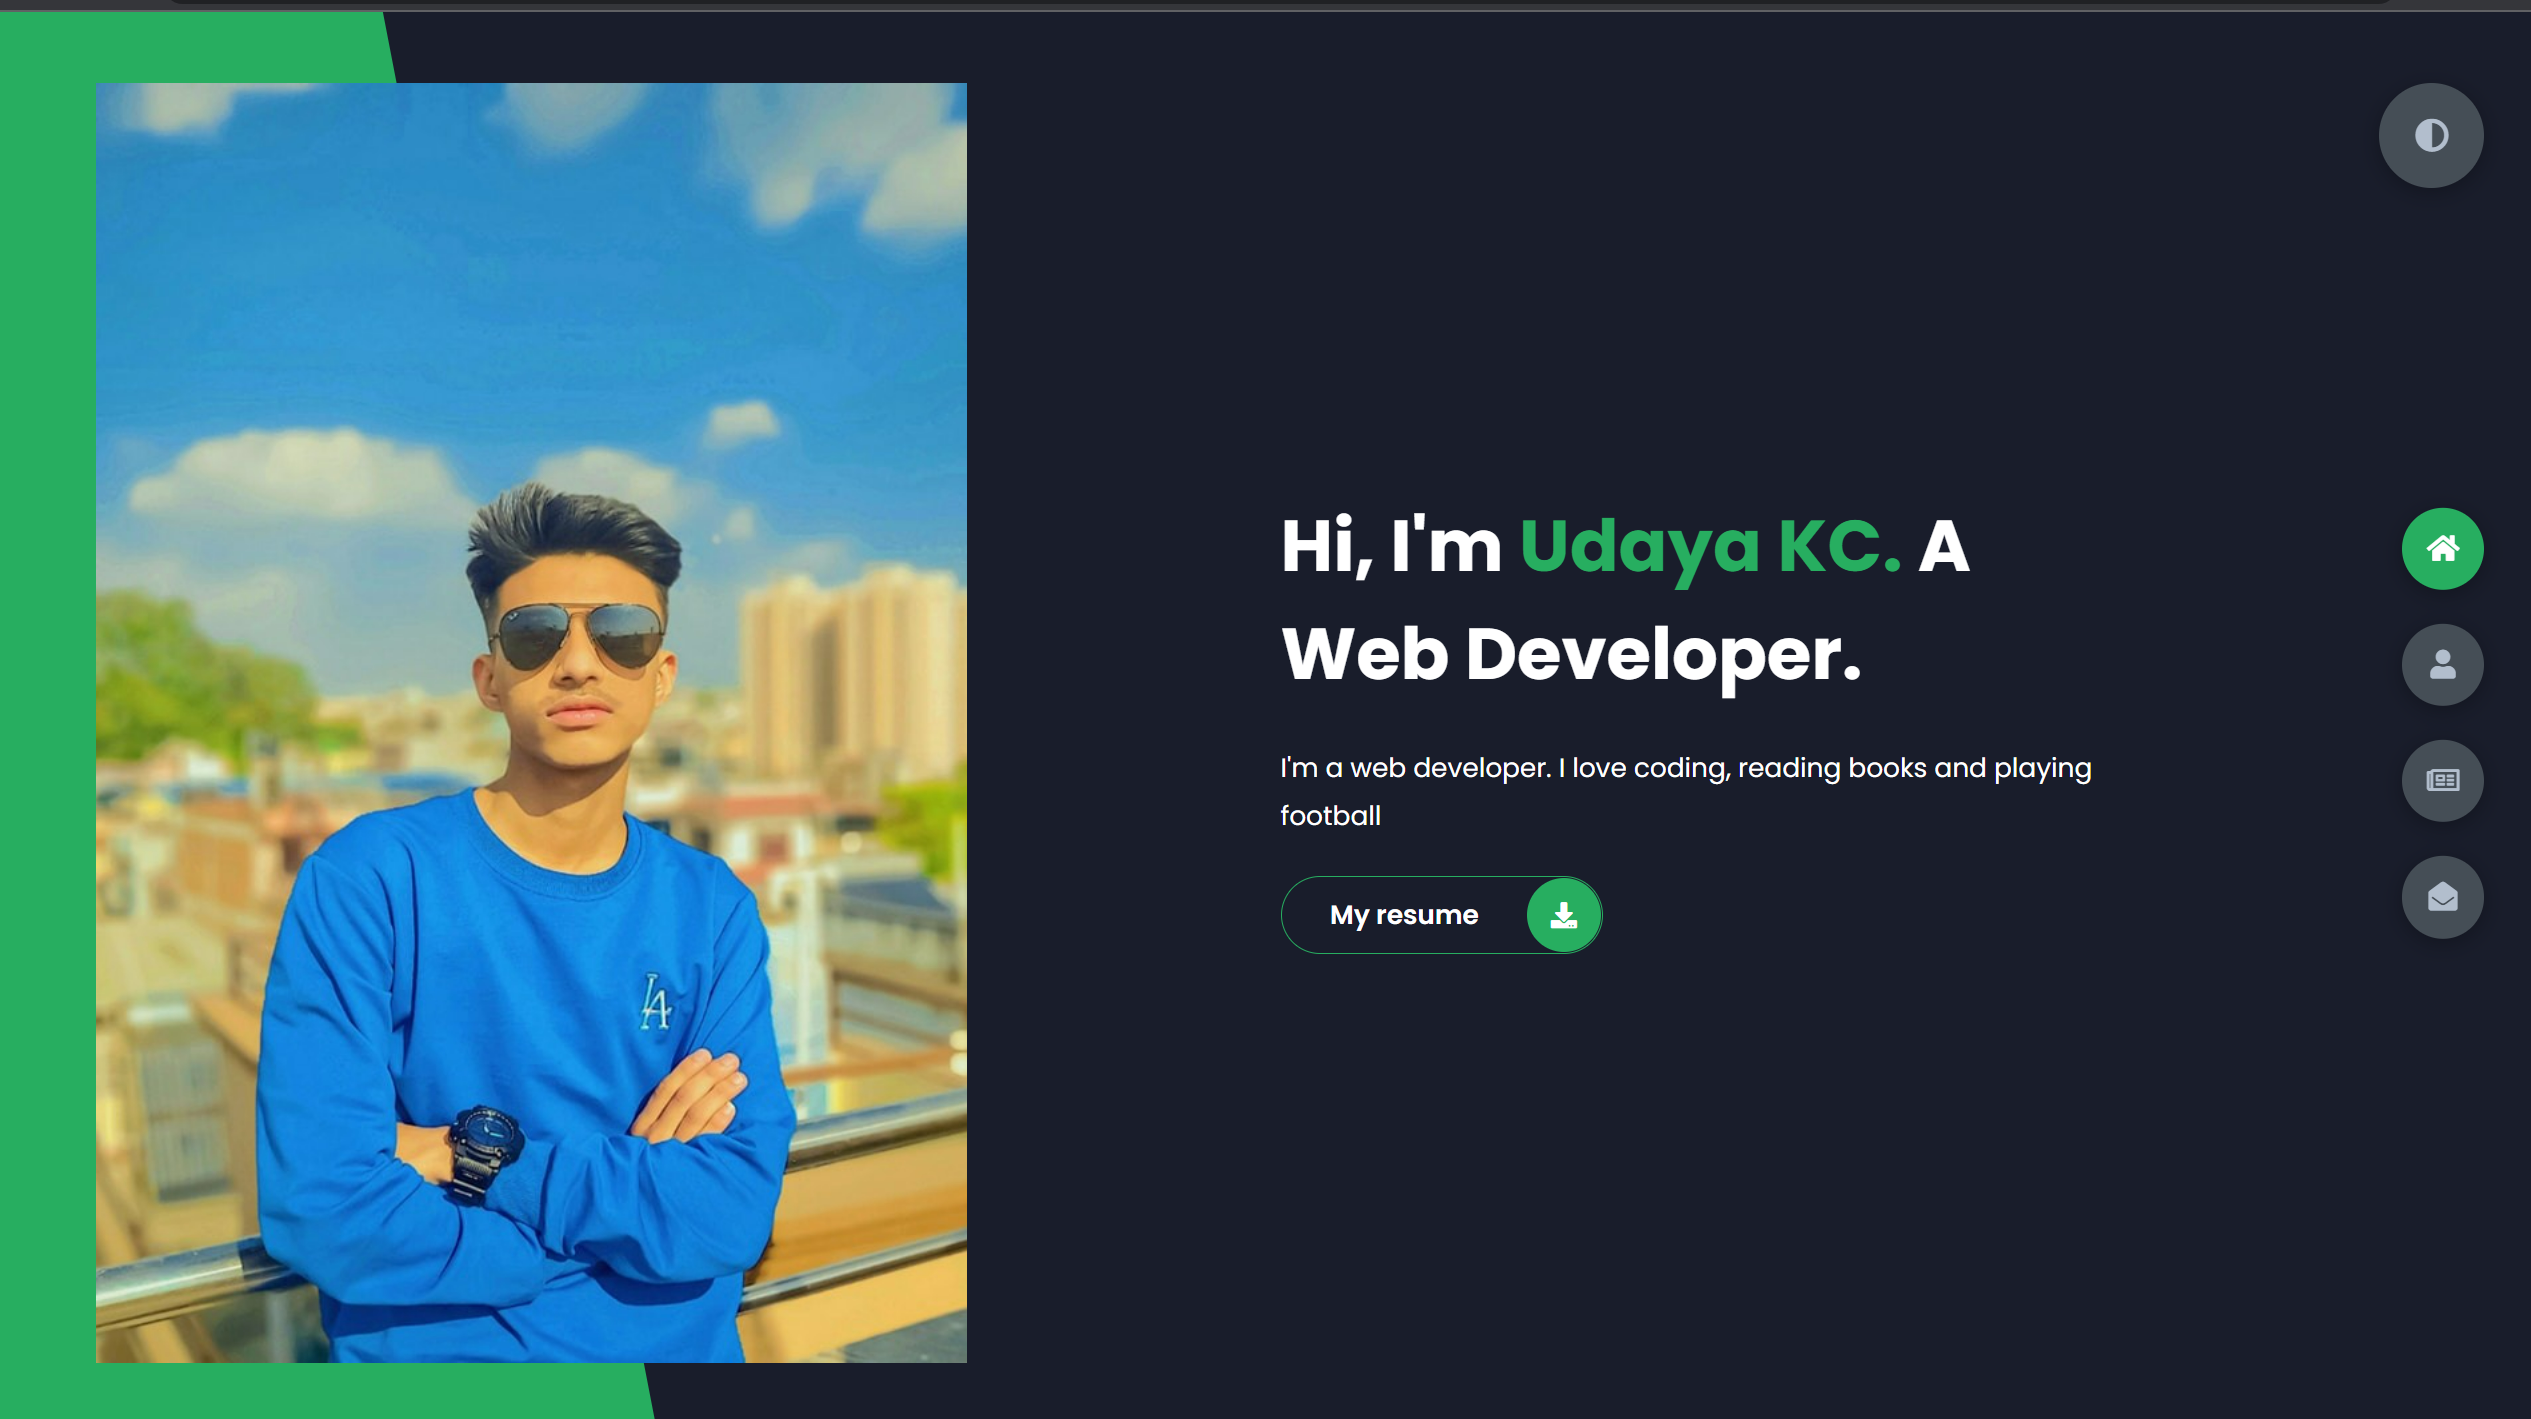 Hi, I'm Udaya KC. A
Web Developer.
I'm a web developer. I love coding, reading books and playing
football
My resume
LA